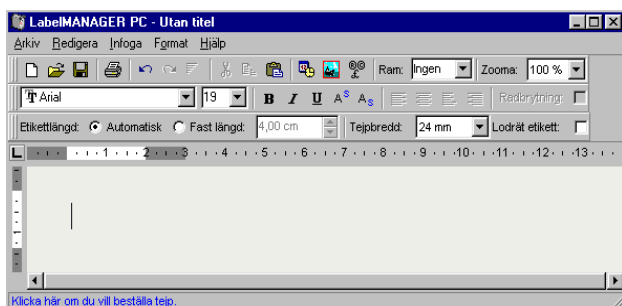 LabelMANAGER PC - Utan titel
Arkiv Redigera Infoga Format Hjälp
Ram: Ingen Zooma: 100 %
Arial 19 B I U A^S A_S Radbrytning:
Etikettlängd: Automatisk Fast längd: 4,00 cm Tejpbredd: 24 mm Lodrät etikett:
L 1 2 3 4 5 6 7 8 9 10 11 12 13
Klicka här om du vill beställa tejp.